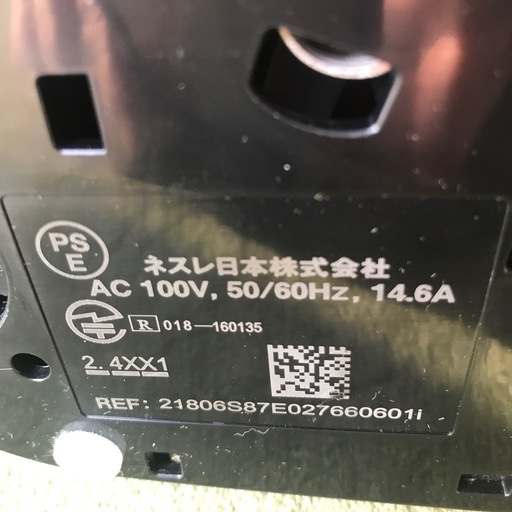 PS
E
ネスレ日本株式会社
AC 100V, 50/60Hz, 14.6A
R 018—160135
2.4XX1
REF: 21806S87E027660601i